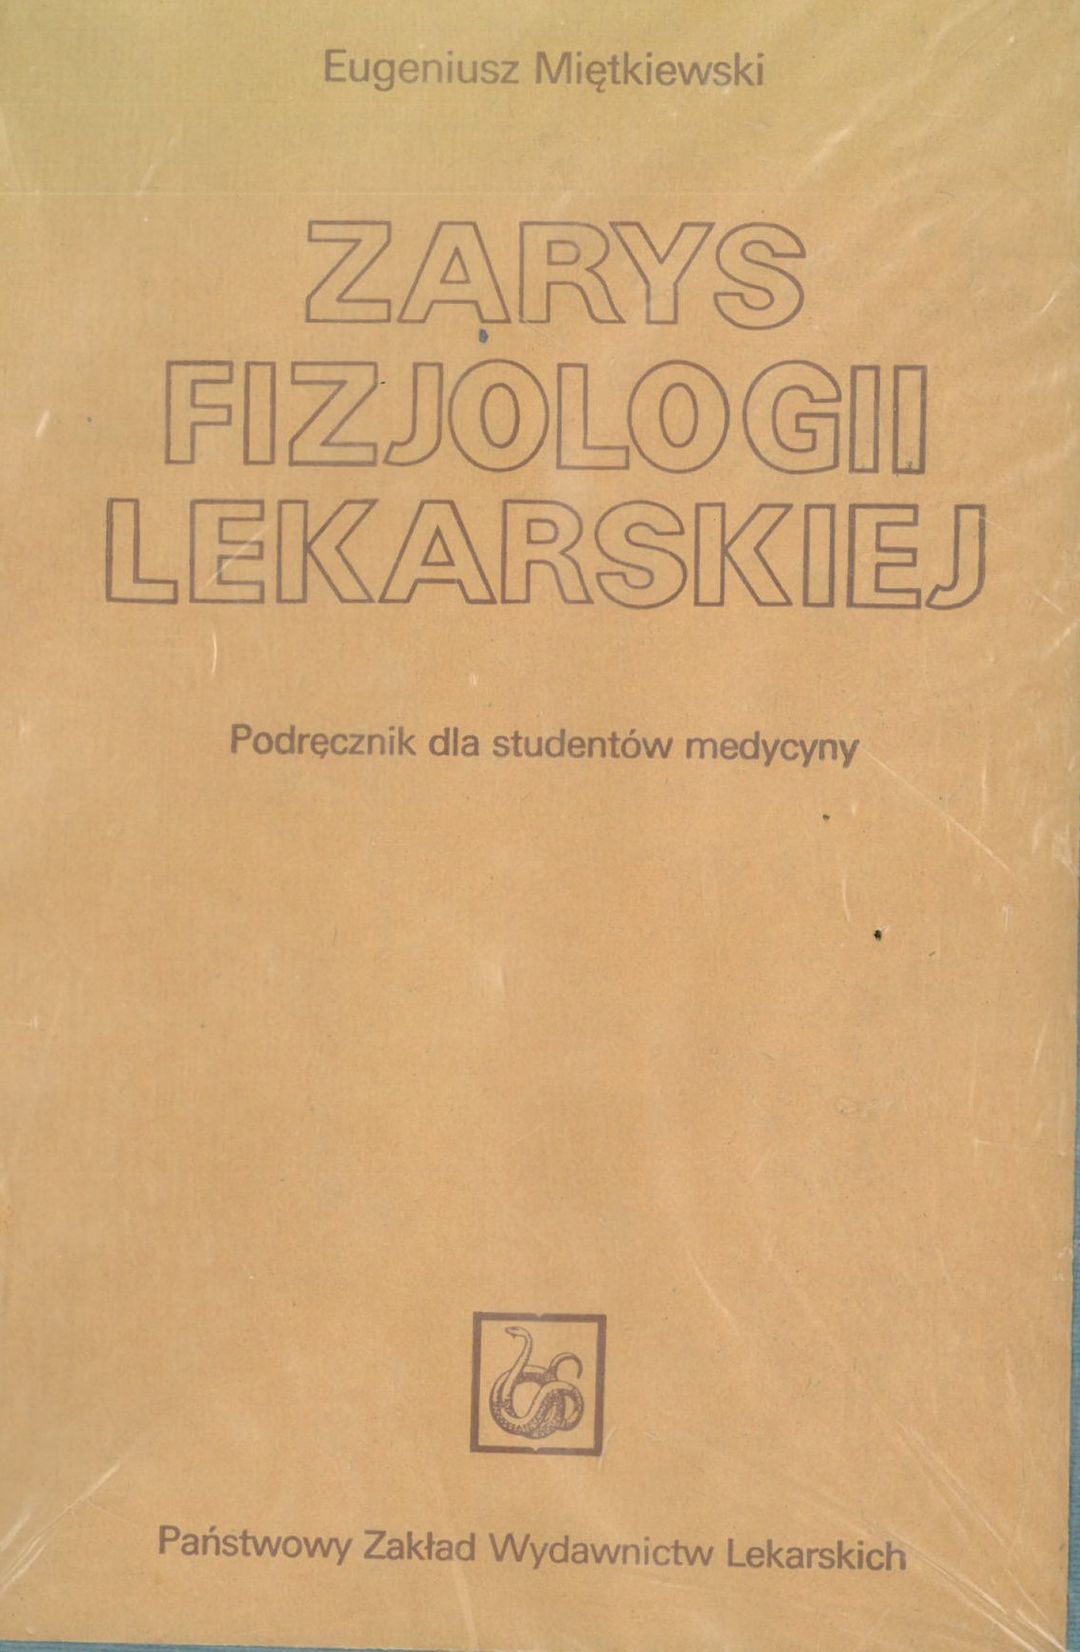 Eugeniusz Miętkiewski
ZARYS
FIZJOLOGII
LEKARSKIEJ
Podręcznik dla studentów medycyny
Państwowy Zakład Wydawnictw Lekarskich